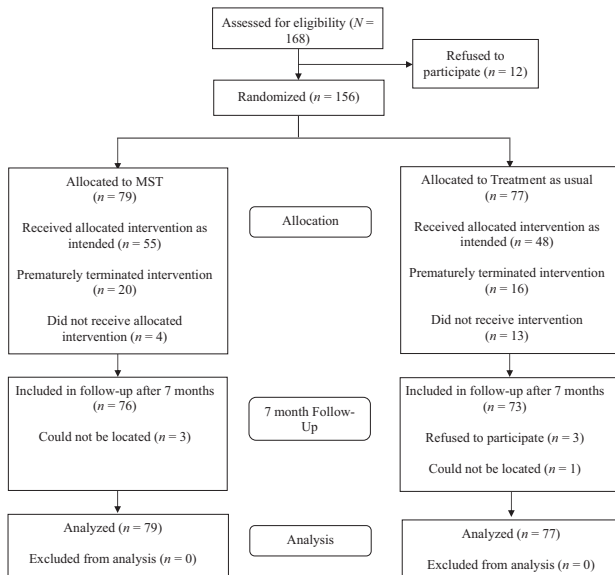 Assessed for eligibility (N =
168)
Refused to
participate (n = 12)
Randomized (n = 156)
Allocated to MST
(n = 79)
Received allocated intervention as
intended (n = 55)
Prematurely terminated intervention
(n = 20)
Did not receive allocated
intervention (n = 4)
Allocation
Allocated to Treatment as usual
(n = 77)
Received allocated intervention as
intended (n = 48)
Prematurely terminated intervention
(n = 16)
Did not receive intervention
(n = 13)
Included in follow-up after 7 months
(n = 76)
Could not be located (n = 3)
7 month Follow-
Up
Included in follow-up after 7 months
(n = 73)
Refused to participate (n = 3)
Could not be located (n = 1)
Analyzed (n = 79)
Excluded from analysis (n = 0)
Analysis
Analyzed (n = 77)
Excluded from analysis (n = 0)